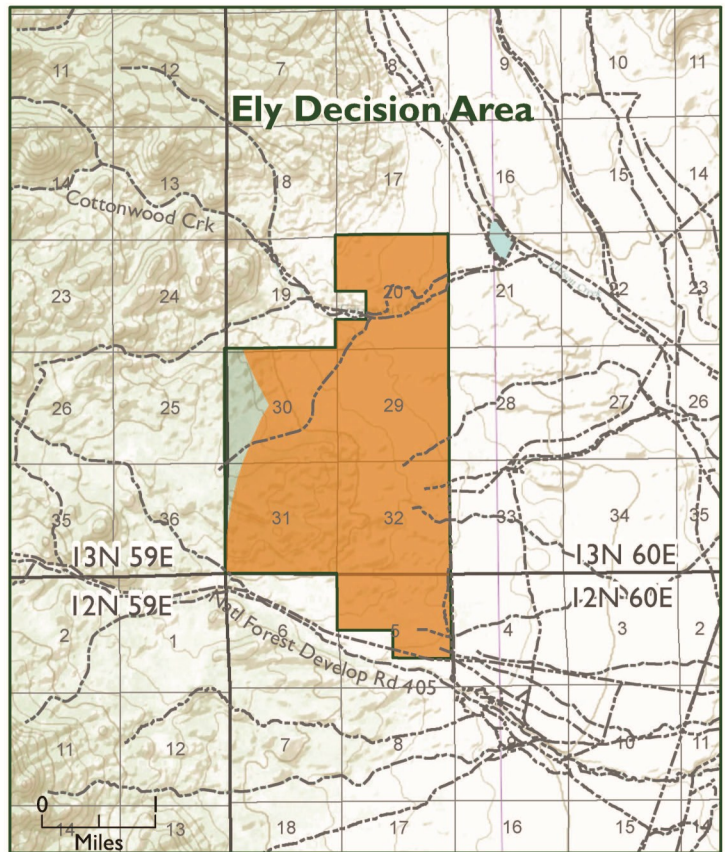 11 12 7 8 9 10 11
Ely Decision Area
14 13 18 17 16 15 14
Cottonwood Crk
23 24 19 20 21 22 23
26 25 30 29 28 27 26
35 36 31 32 33 34 35
13N 59E 13N 60E
12N 59E 12N 60E
2 1 6 5 4 3 2
Natl Forest Develop Rd 405
11 12 7 8 9 10 11
0 1
14 13 18 17 16 15 14
Miles